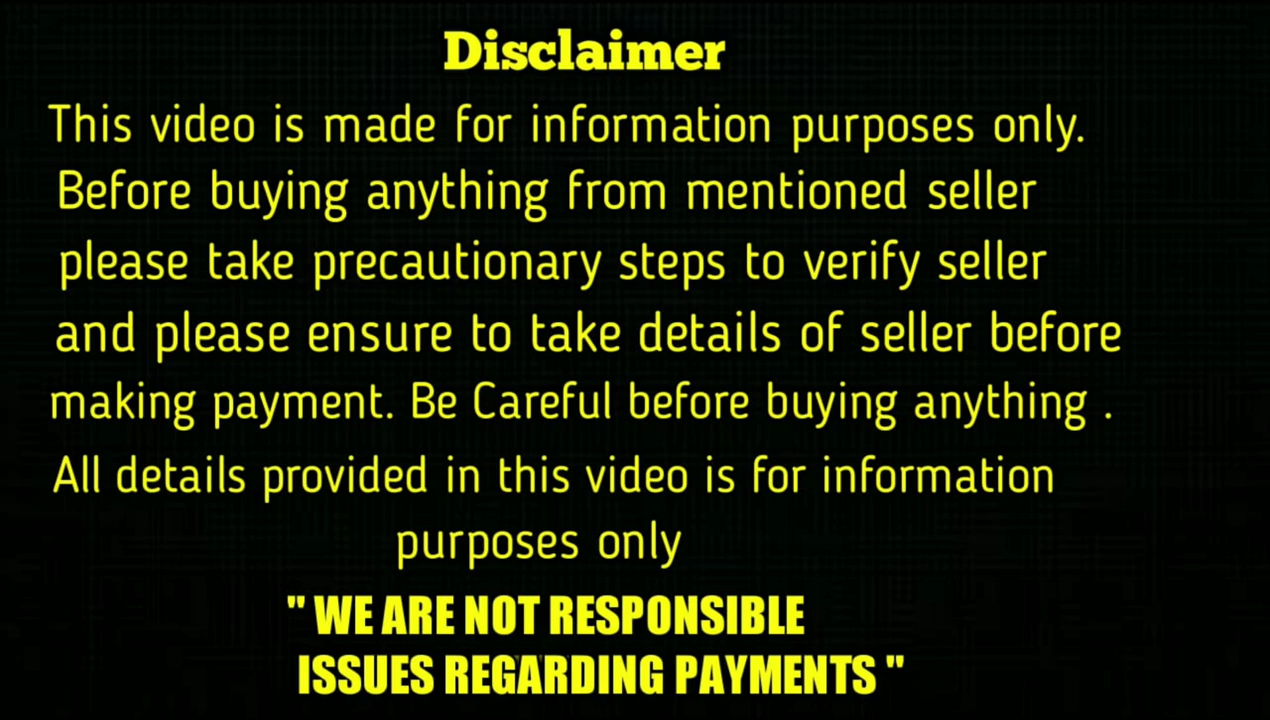 Disclaimer
This video is made for information purposes only.
Before buying anything from mentioned seller
please take precautionary steps to verify seller
and please ensure to take details of seller before
making payment. Be Careful before buying anything .
All details provided in this video is for information
purposes only
" WE ARE NOT RESPONSIBLE
ISSUES REGARDING PAYMENTS "